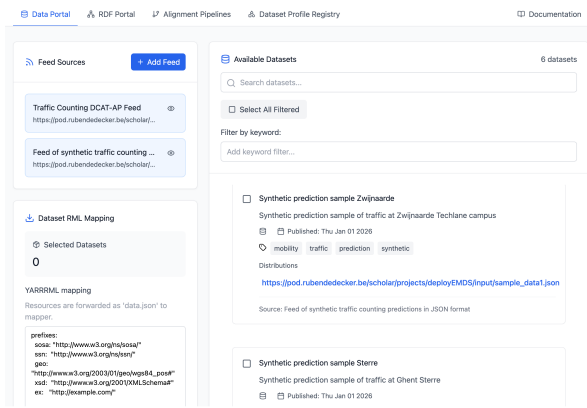 Data Portal
RDF Portal
Alignment Pipelines
Dataset Profile Registry
Documentation
Feed Sources
+ Add Feed
Traffic Counting DCAT-AP Feed
https://pod.rubendedecker.be/scholar/...
Feed of synthetic traffic counting ...
https://pod.rubendedecker.be/scholar/...
Dataset RML Mapping
Selected Datasets
0
YARRRML mapping
Resources are forwarded as 'data.json' to
mapper.
prefixes:
sosa: "http://www.w3.org/ns/sosa/"
ssn: "http://www.w3.org/ns/ssn/"
geo:
"http://www.w3.org/2003/01/geo/wgs84_pos#"
xsd: "http://www.w3.org/2001/XMLSchema#"
ex: "http://example.com/"
Available Datasets
6 datasets
Search datasets...
Select All Filtered
Filter by keyword:
Add keyword filter...
Synthetic prediction sample Zwijnaarde
Synthetic prediction sample of traffic at Zwijnaarde Techlane campus
Published: Thu Jan 01 2026
mobility traffic prediction synthetic
Distributions
https://pod.rubendedecker.be/scholar/projects/deployEMDS/input/sample_data1.json
Source: Feed of synthetic traffic counting predictions in JSON format
Synthetic prediction sample Sterre
Synthetic prediction sample of traffic at Ghent Sterre
Published: Thu Jan 01 2026